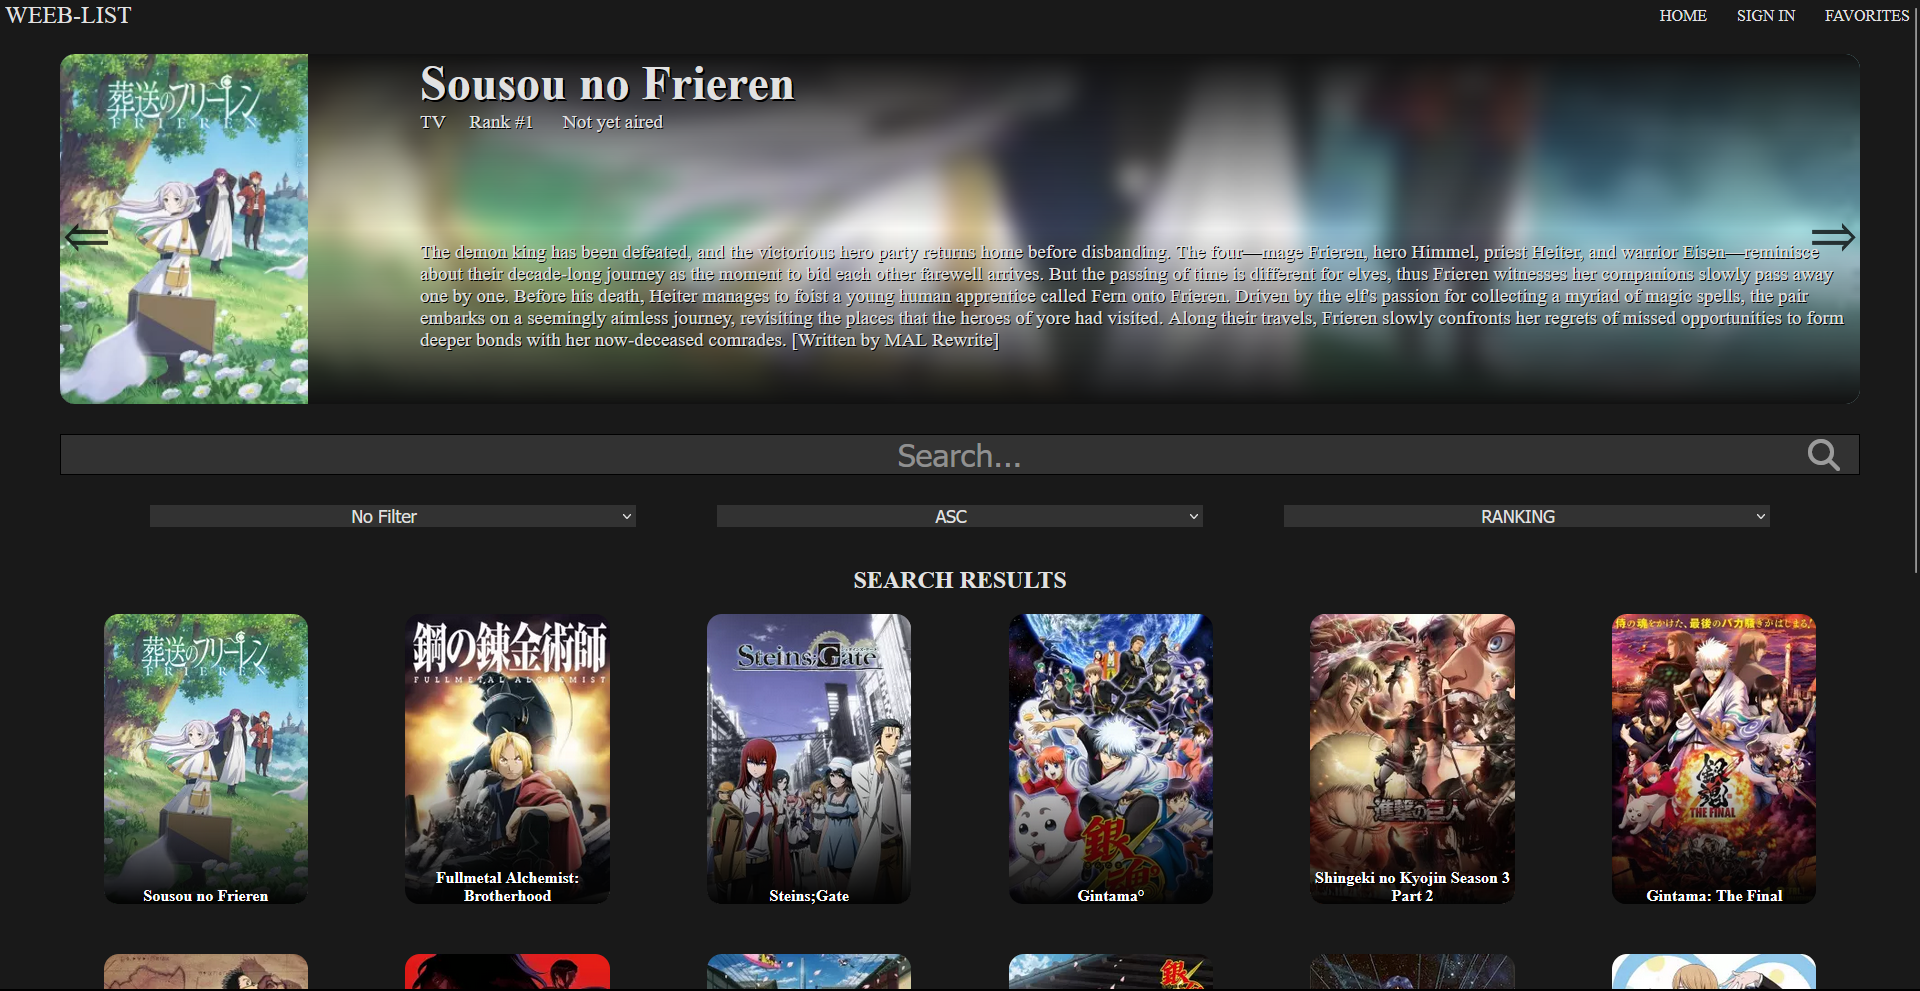 WEEB-LIST
HOME SIGN IN FAVORITES
葬送のフリーレン
FRIEREN
Sousou no Frieren
TV Rank #1 Not yet aired
The demon king has been defeated, and the victorious hero party returns home before disbanding. The four—mage Frieren, hero Himmel, priest Heiter, and warrior Eisen—reminisce
about their decade-long journey as the moment to bid each other farewell arrives. But the passing of time is different for elves, thus Frieren witnesses her companions slowly pass away
one by one. Before his death, Heiter manages to foist a young human apprentice called Fern onto Frieren. Driven by the elf's passion for collecting a myriad of magic spells, the pair
embarks on a seemingly aimless journey, revisiting the places that the heroes of yore had visited. Along their travels, Frieren slowly confronts her regrets of missed opportunities to form
deeper bonds with her now-deceased comrades. [Written by MAL Rewrite]
Search...
No Filter
ASC
RANKING
SEARCH RESULTS
葬送のフリーレン
FRIEREN
Sousou no Frieren
鋼の錬金術師
FULLMETAL ALCHEMIST
Fullmetal Alchemist:
Brotherhood
Steins;Gate
Steins;Gate
銀魂゜
Gintama°
進撃の巨人
Shingeki no Kyojin Season 3
Part 2
侍の魂をかけた、最後のバカ騒ぎがはじまる!
銀魂
THE FINAL
Gintama: The Final
銀